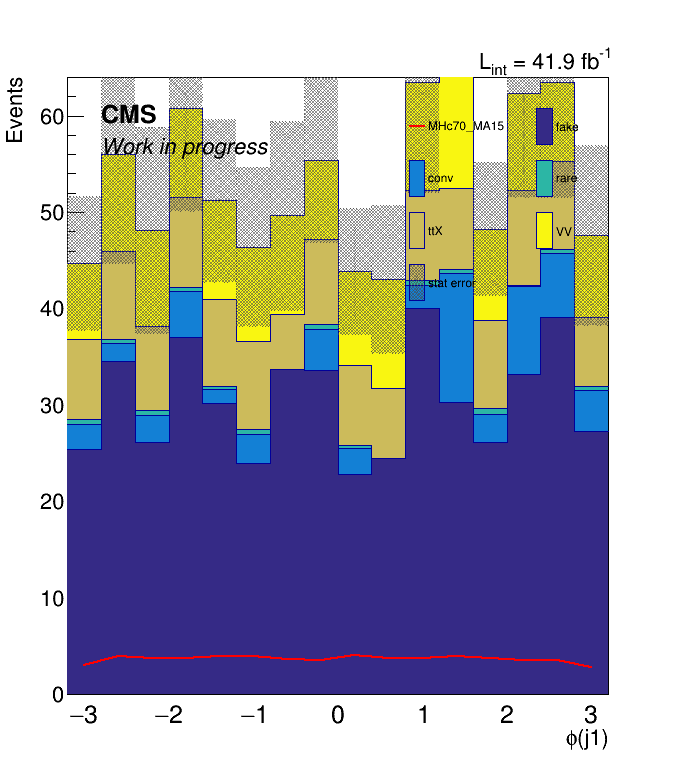 L_int = 41.9 fb^-1
Events
CMS
Work in progress
MHc70_MA15
fake
conv
rare
ttX
VV
stat error
60
50
40
30
20
10
0
−3
−2
−1
0
1
2
3
ϕ(j1)